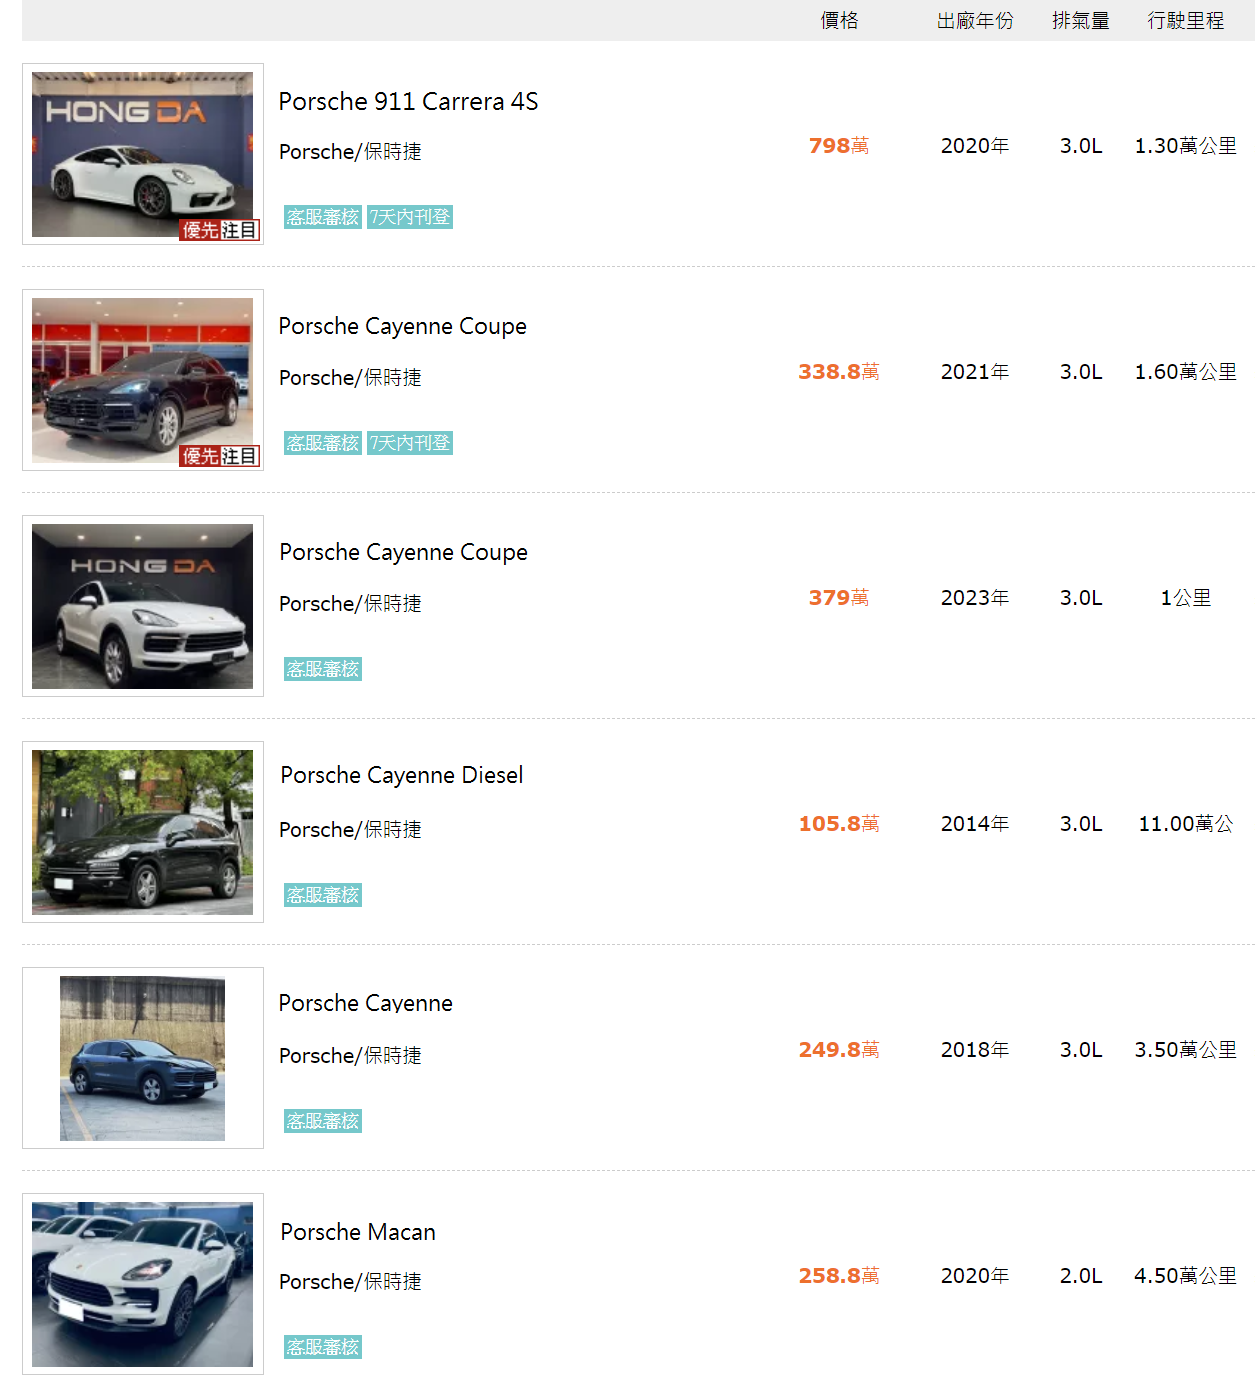 價格 出廠年份 排氣量 行駛里程
HONG DA
優先注目
Porsche 911 Carrera 4S
Porsche/保時捷
客服審核 7天內刊登
798萬 2020年 3.0L 1.30萬公里
優先注目
Porsche Cayenne Coupe
Porsche/保時捷
客服審核 7天內刊登
338.8萬 2021年 3.0L 1.60萬公里
HONG DA
Porsche Cayenne Coupe
Porsche/保時捷
客服審核
379萬 2023年 3.0L 1公里
Porsche Cayenne Diesel
Porsche/保時捷
客服審核
105.8萬 2014年 3.0L 11.00萬公
Porsche Cayenne
Porsche/保時捷
客服審核
249.8萬 2018年 3.0L 3.50萬公里
Porsche Macan
Porsche/保時捷
客服審核
258.8萬 2020年 2.0L 4.50萬公里